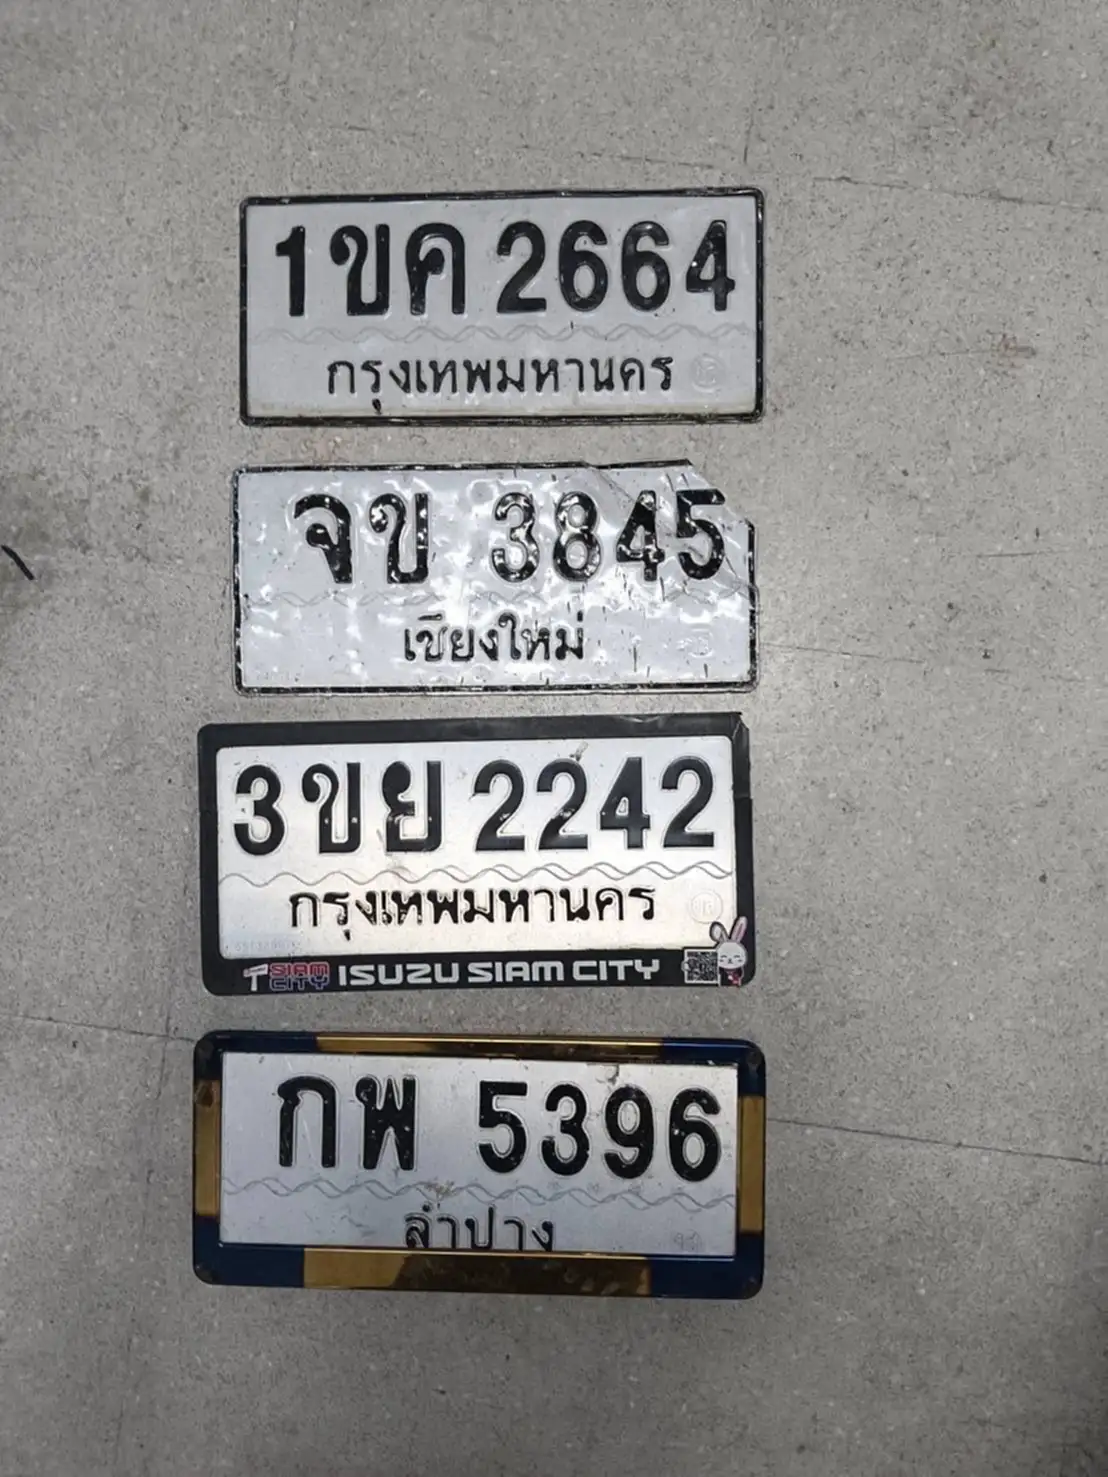 1ขค 2664
กรุงเทพมหานคร
จข 3845
เชียงใหม่
3ขย 2242
กรุงเทพมหานคร
SIAM CITY ISUZU SIAM CITY
กพ 5396
ลำปาง